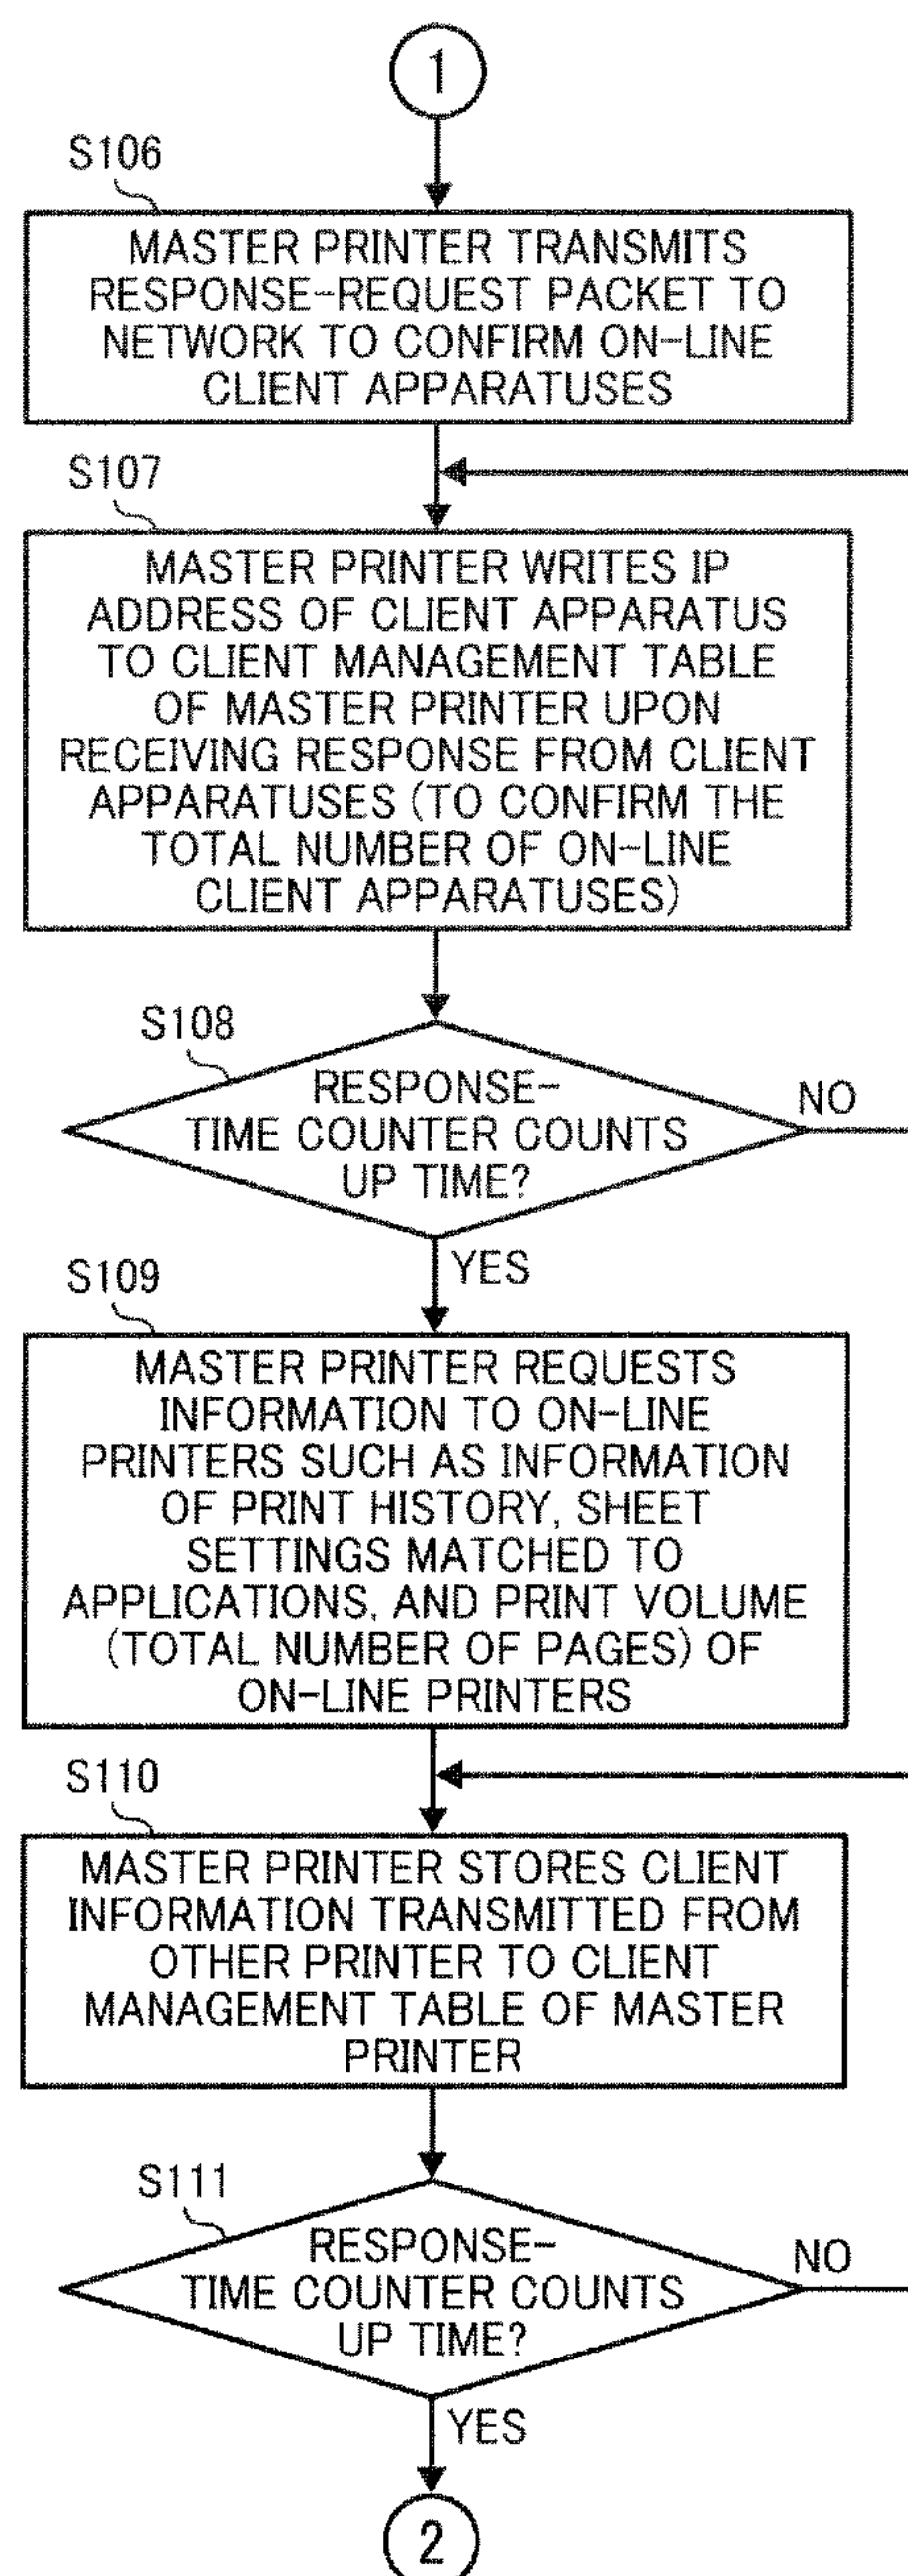 1
S106
MASTER PRINTER TRANSMITS
RESPONSE-REQUEST PACKET TO
NETWORK TO CONFIRM ON-LINE
CLIENT APPARATUSES
S107
MASTER PRINTER WRITES IP
ADDRESS OF CLIENT APPARATUS
TO CLIENT MANAGEMENT TABLE
OF MASTER PRINTER UPON
RECEIVING RESPONSE FROM CLIENT
APPARATUSES (TO CONFIRM THE
TOTAL NUMBER OF ON-LINE
CLIENT APPARATUSES)
S108
RESPONSE-
TIME COUNTER COUNTS
UP TIME?
NO
YES
S109
MASTER PRINTER REQUESTS
INFORMATION TO ON-LINE
PRINTERS SUCH AS INFORMATION
OF PRINT HISTORY, SHEET
SETTINGS MATCHED TO
APPLICATIONS, AND PRINT VOLUME
(TOTAL NUMBER OF PAGES) OF
ON-LINE PRINTERS
S110
MASTER PRINTER STORES CLIENT
INFORMATION TRANSMITTED FROM
OTHER PRINTER TO CLIENT
MANAGEMENT TABLE OF MASTER
PRINTER
S111
RESPONSE-
TIME COUNTER COUNTS
UP TIME?
NO
YES
2